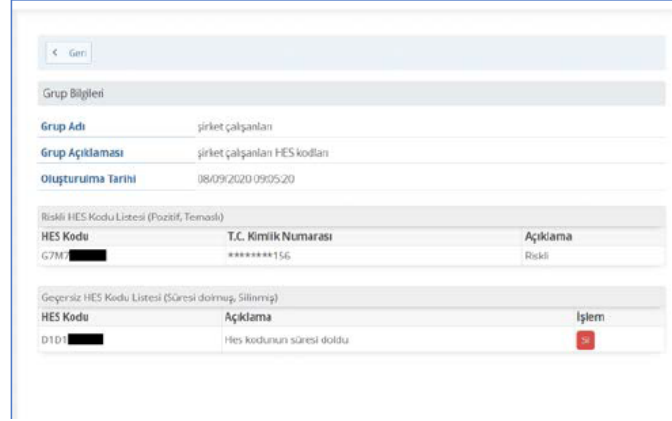 Geri
Grup Bilgileri
Grup Adı şirket çalışanları
Grup Açıklaması şirket çalışanları HES kodları
Oluşturulma Tarihi 08/09/2020 09:05:20
Riskli HES Kodu Listesi (Pozitif, Temaslı)
HES Kodu T.C. Kimlik Numarası Açıklama
G7M7 ********156 Riskli
Geçersiz HES Kodu Listesi (Süresi dolmuş, Silinmiş)
HES Kodu Açıklama İşlem
D1D1 Hes kodunun süresi doldu Sil